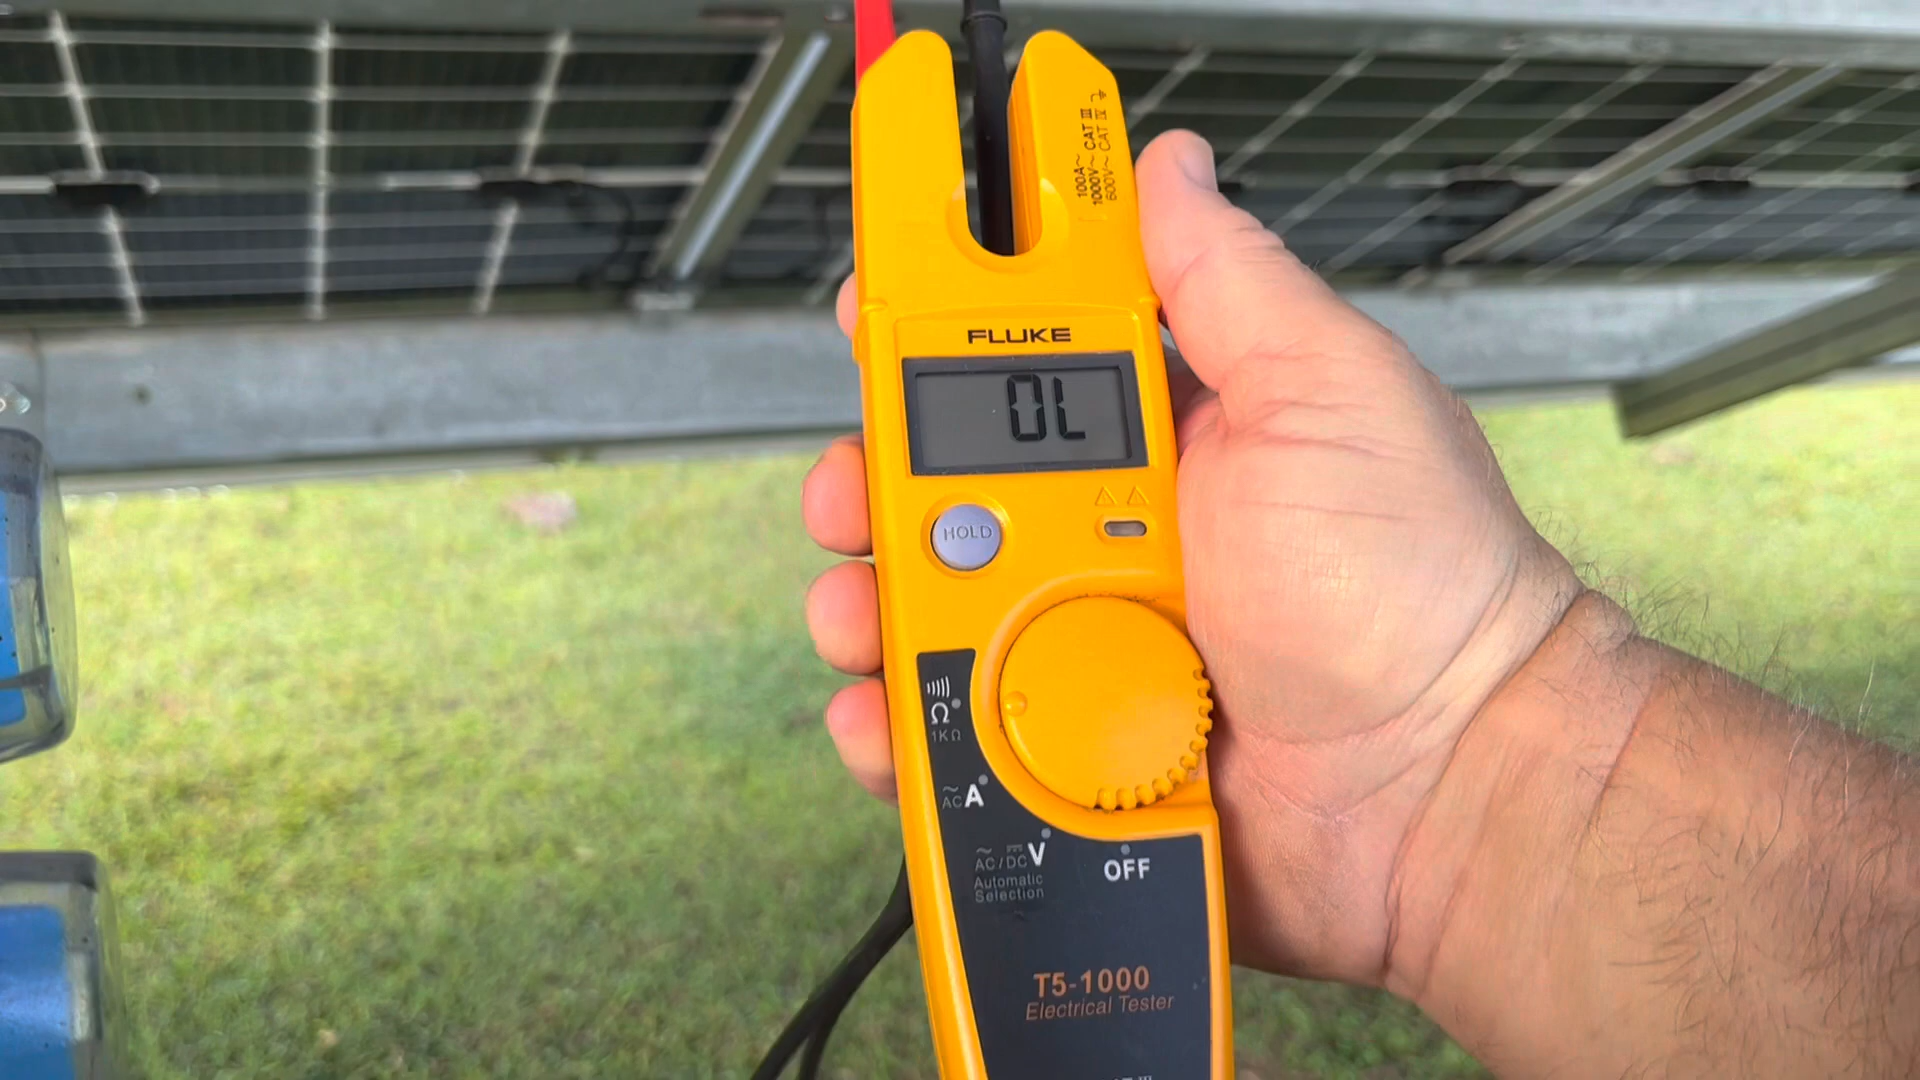 100A~
1000V~ CAT III
600V~ CAT IV
FLUKE
OL
HOLD
Ω
1KΩ
AC A
AC/DC V
Automatic
Selection
OFF
T5-1000
Electrical Tester